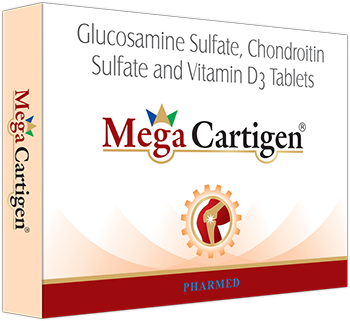 Glucosamine Sulfate, Chondroitin
Sulfate and Vitamin D3 Tablets
Mega Cartigen®
PHARMED
Mega Cartigen®